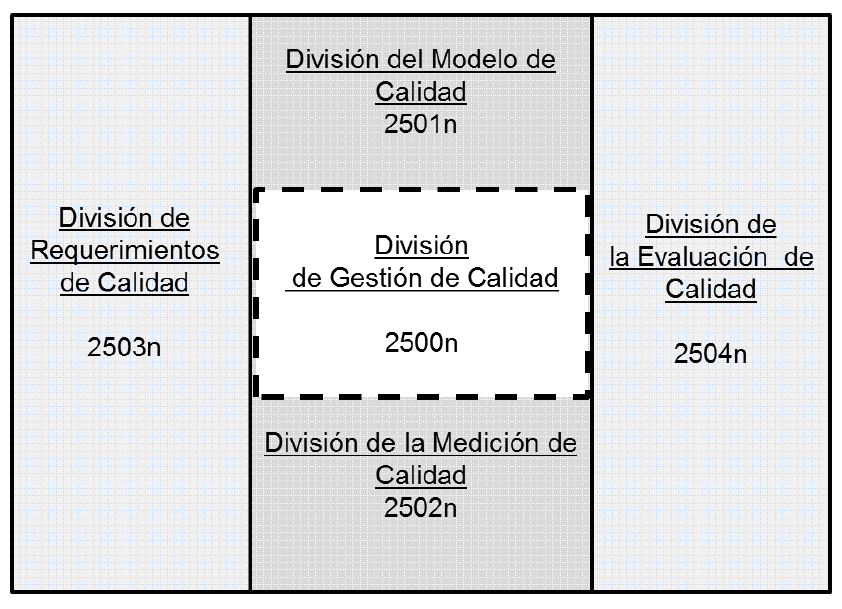 División del Modelo de
Calidad
2501n
División de
Requerimientos
de Calidad
2503n
División
de Gestión de Calidad
2500n
División de
la Evaluación de
Calidad
2504n
División de la Medición de
Calidad
2502n